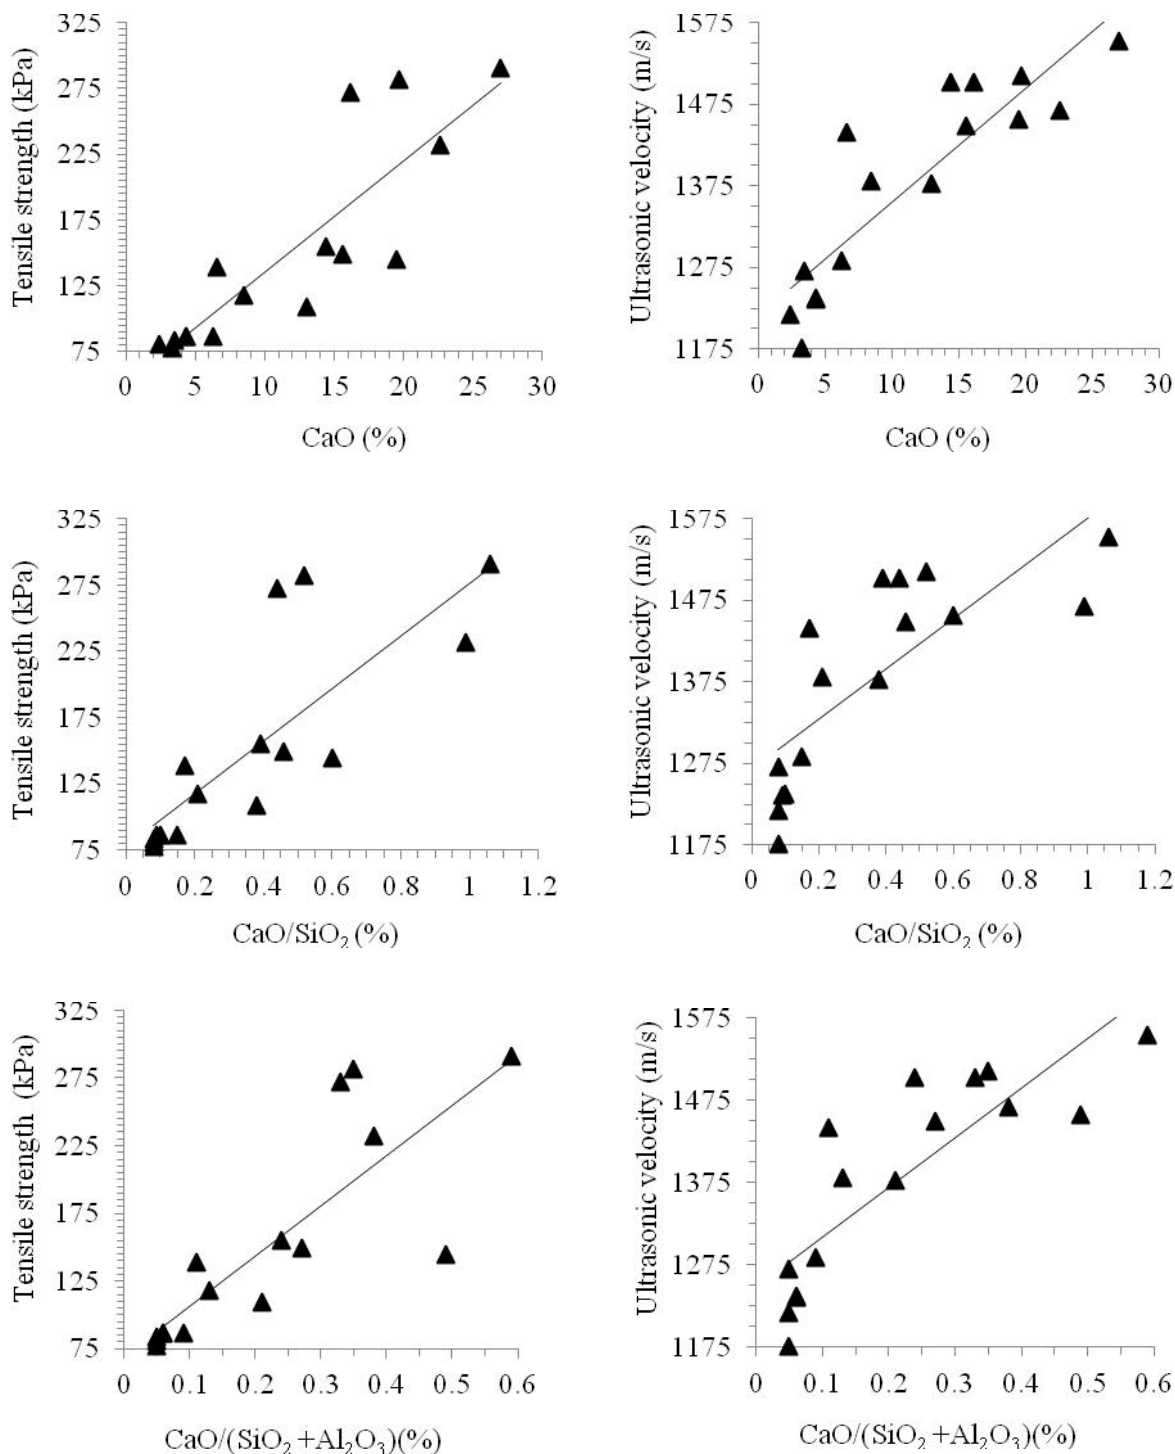 Tensile strength (kPa)
325
275
225
175
125
75
0 5 10 15 20 25 30
CaO (%)
Ultrasonic velocity (m/s)
1575
1475
1375
1275
1175
0 5 10 15 20 25 30
CaO (%)
Tensile strength (kPa)
325
275
225
175
125
75
0 0.2 0.4 0.6 0.8 1 1.2
CaO/SiO₂ (%)
Ultrasonic velocity (m/s)
1575
1475
1375
1275
1175
0 0.2 0.4 0.6 0.8 1 1.2
CaO/SiO₂ (%)
Tensile strength (kPa)
325
275
225
175
125
75
0 0.1 0.2 0.3 0.4 0.5 0.6
CaO/(SiO₂ +Al₂O₃)(%)
Ultrasonic velocity (m/s)
1575
1475
1375
1275
1175
0 0.1 0.2 0.3 0.4 0.5 0.6
CaO/(SiO₂ +Al₂O₃)(%)